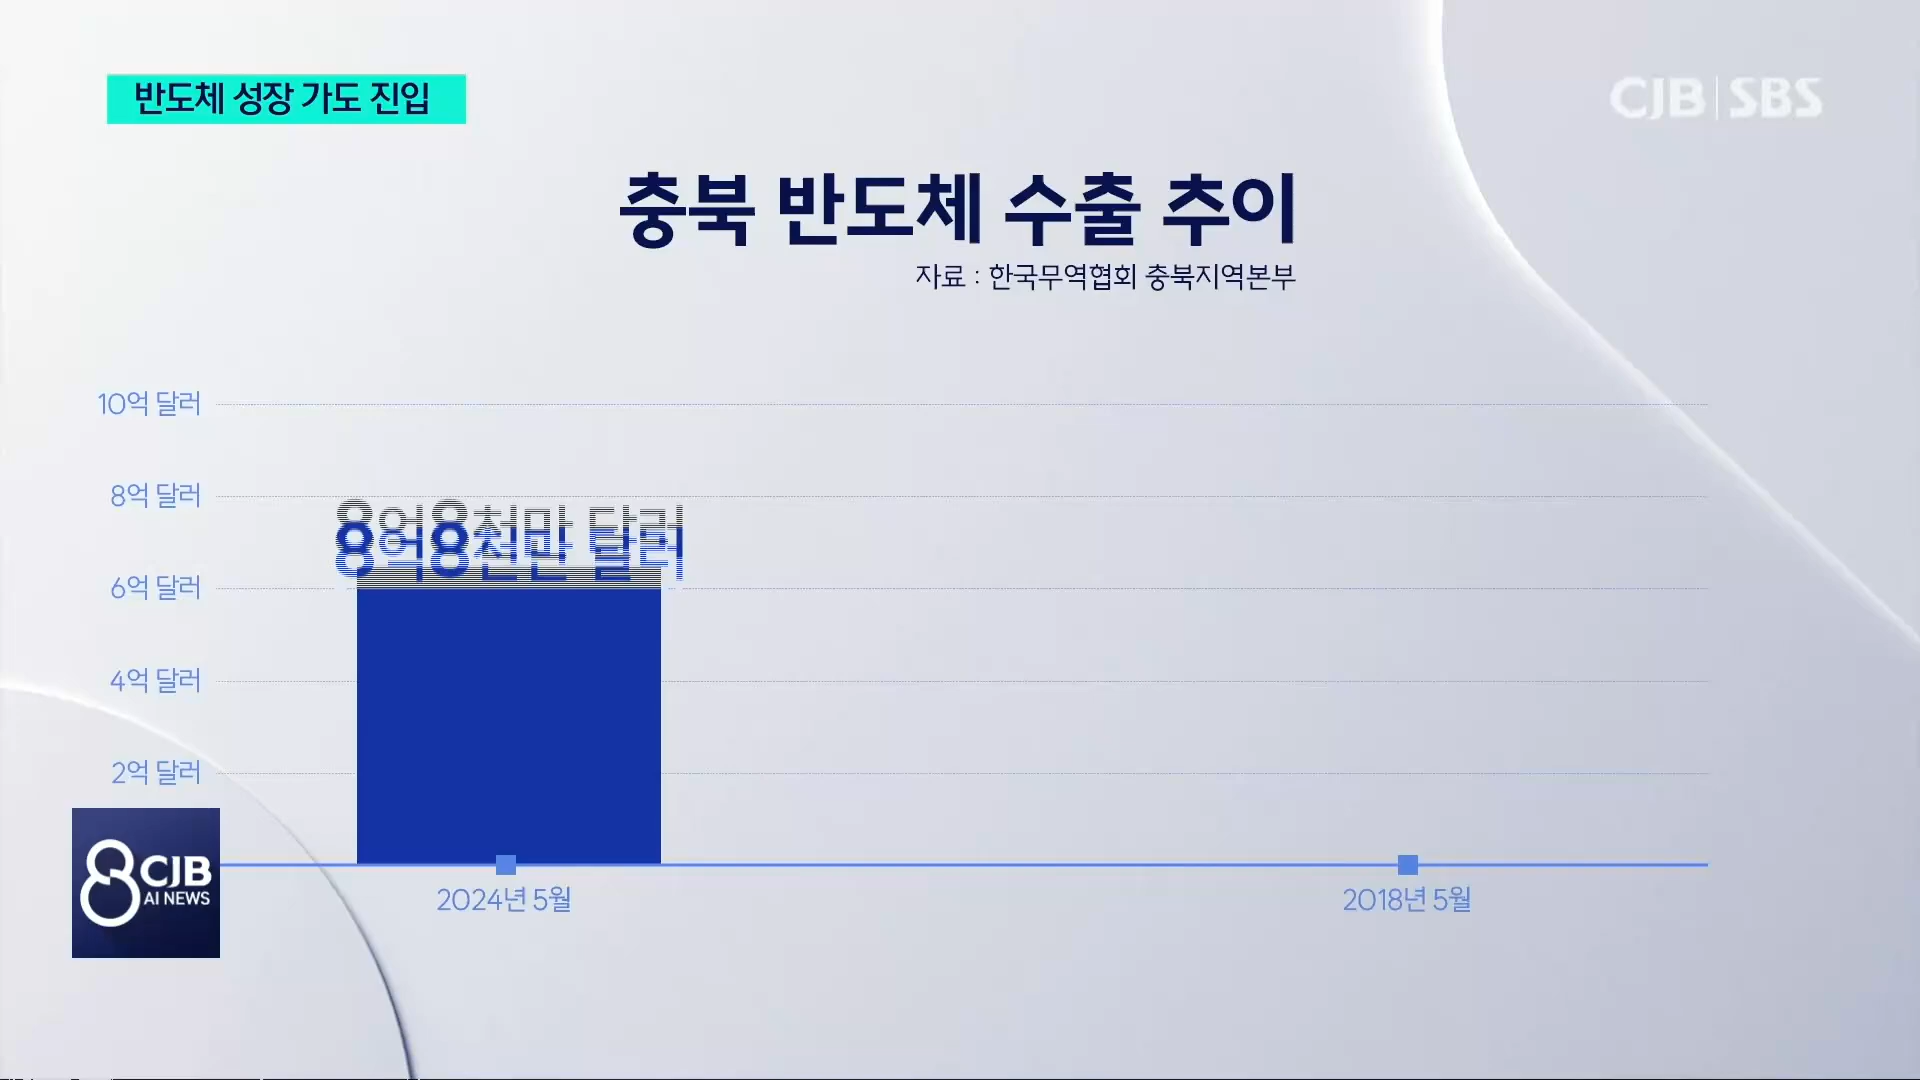 반도체 성장 가도 진입
CJB SBS
충북 반도체 수출 추이
자료 : 한국무역협회 충북지역본부
10억 달러
8억 달러
8억8천만 달러
6억 달러
4억 달러
2억 달러
8 CJB
AI NEWS
2024년 5월
2018년 5월